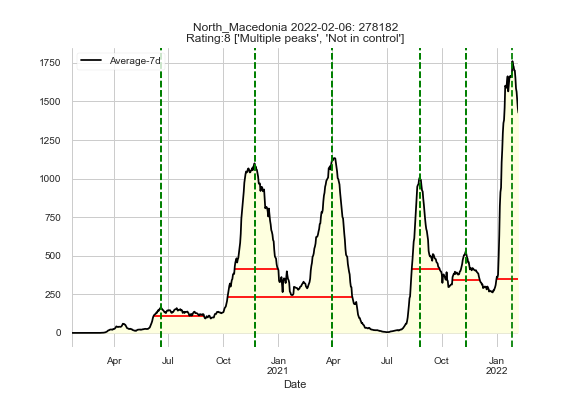 North_Macedonia 2022-02-06: 278182
Rating:8 ['Multiple peaks', 'Not in control']
Average-7d
1750
1500
1250
1000
750
500
250
0
Apr Jul Oct Jan Apr Jul Oct Jan
2021 2022
Date